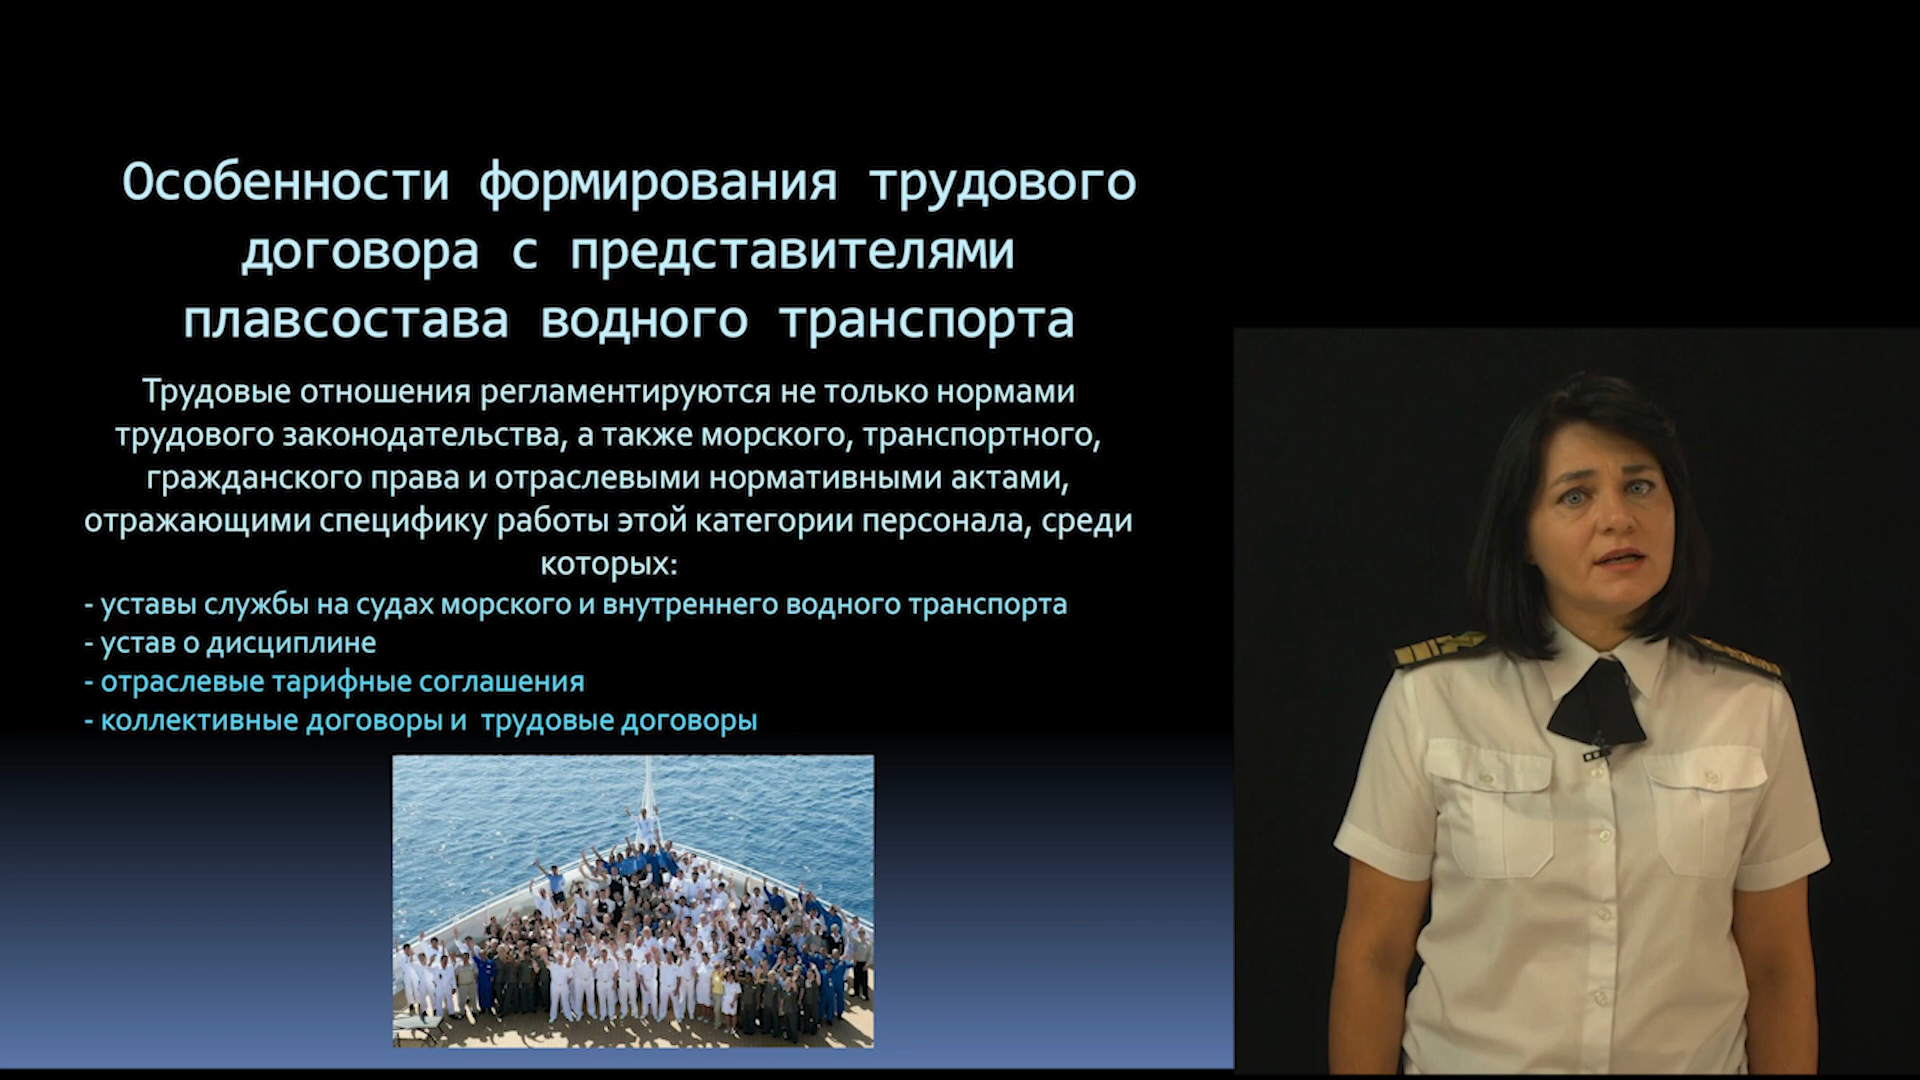 Особенности формирования трудового
договора с представителями
плавсостава водного транспорта
Трудовые отношения регламентируются не только нормами
трудового законодательства, а также морского, транспортного,
гражданского права и отраслевыми нормативными актами,
отражающими специфику работы этой категории персонала, среди
которых:
- уставы службы на судах морского и внутреннего водного транспорта
- устав о дисциплине
- отраслевые тарифные соглашения
- коллективные договоры и  трудовые договоры